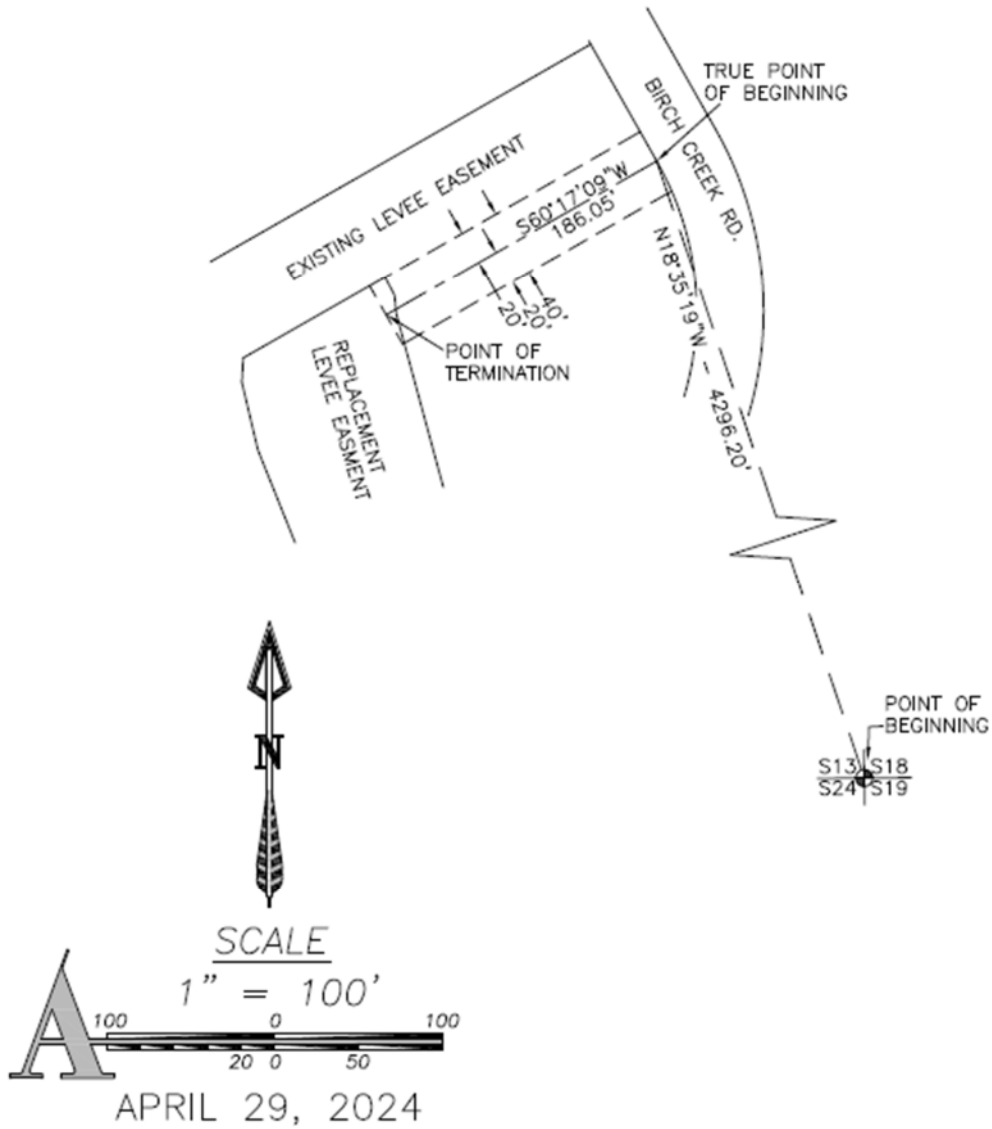 TRUE POINT
OF BEGINNING
BIRCH CREEK RD.
EXISTING LEVEE EASEMENT
S60°17'09"W
186.05'
N18°35'19"W - 4296.20'
20'
20'
40'
POINT OF
TERMINATION
REPLACEMENT
LEVEE EASMENT
POINT OF
BEGINNING
S13 S18
S24 S19
N
SCALE
1" = 100'
A
100 0 100
20 0 50
APRIL 29, 2024